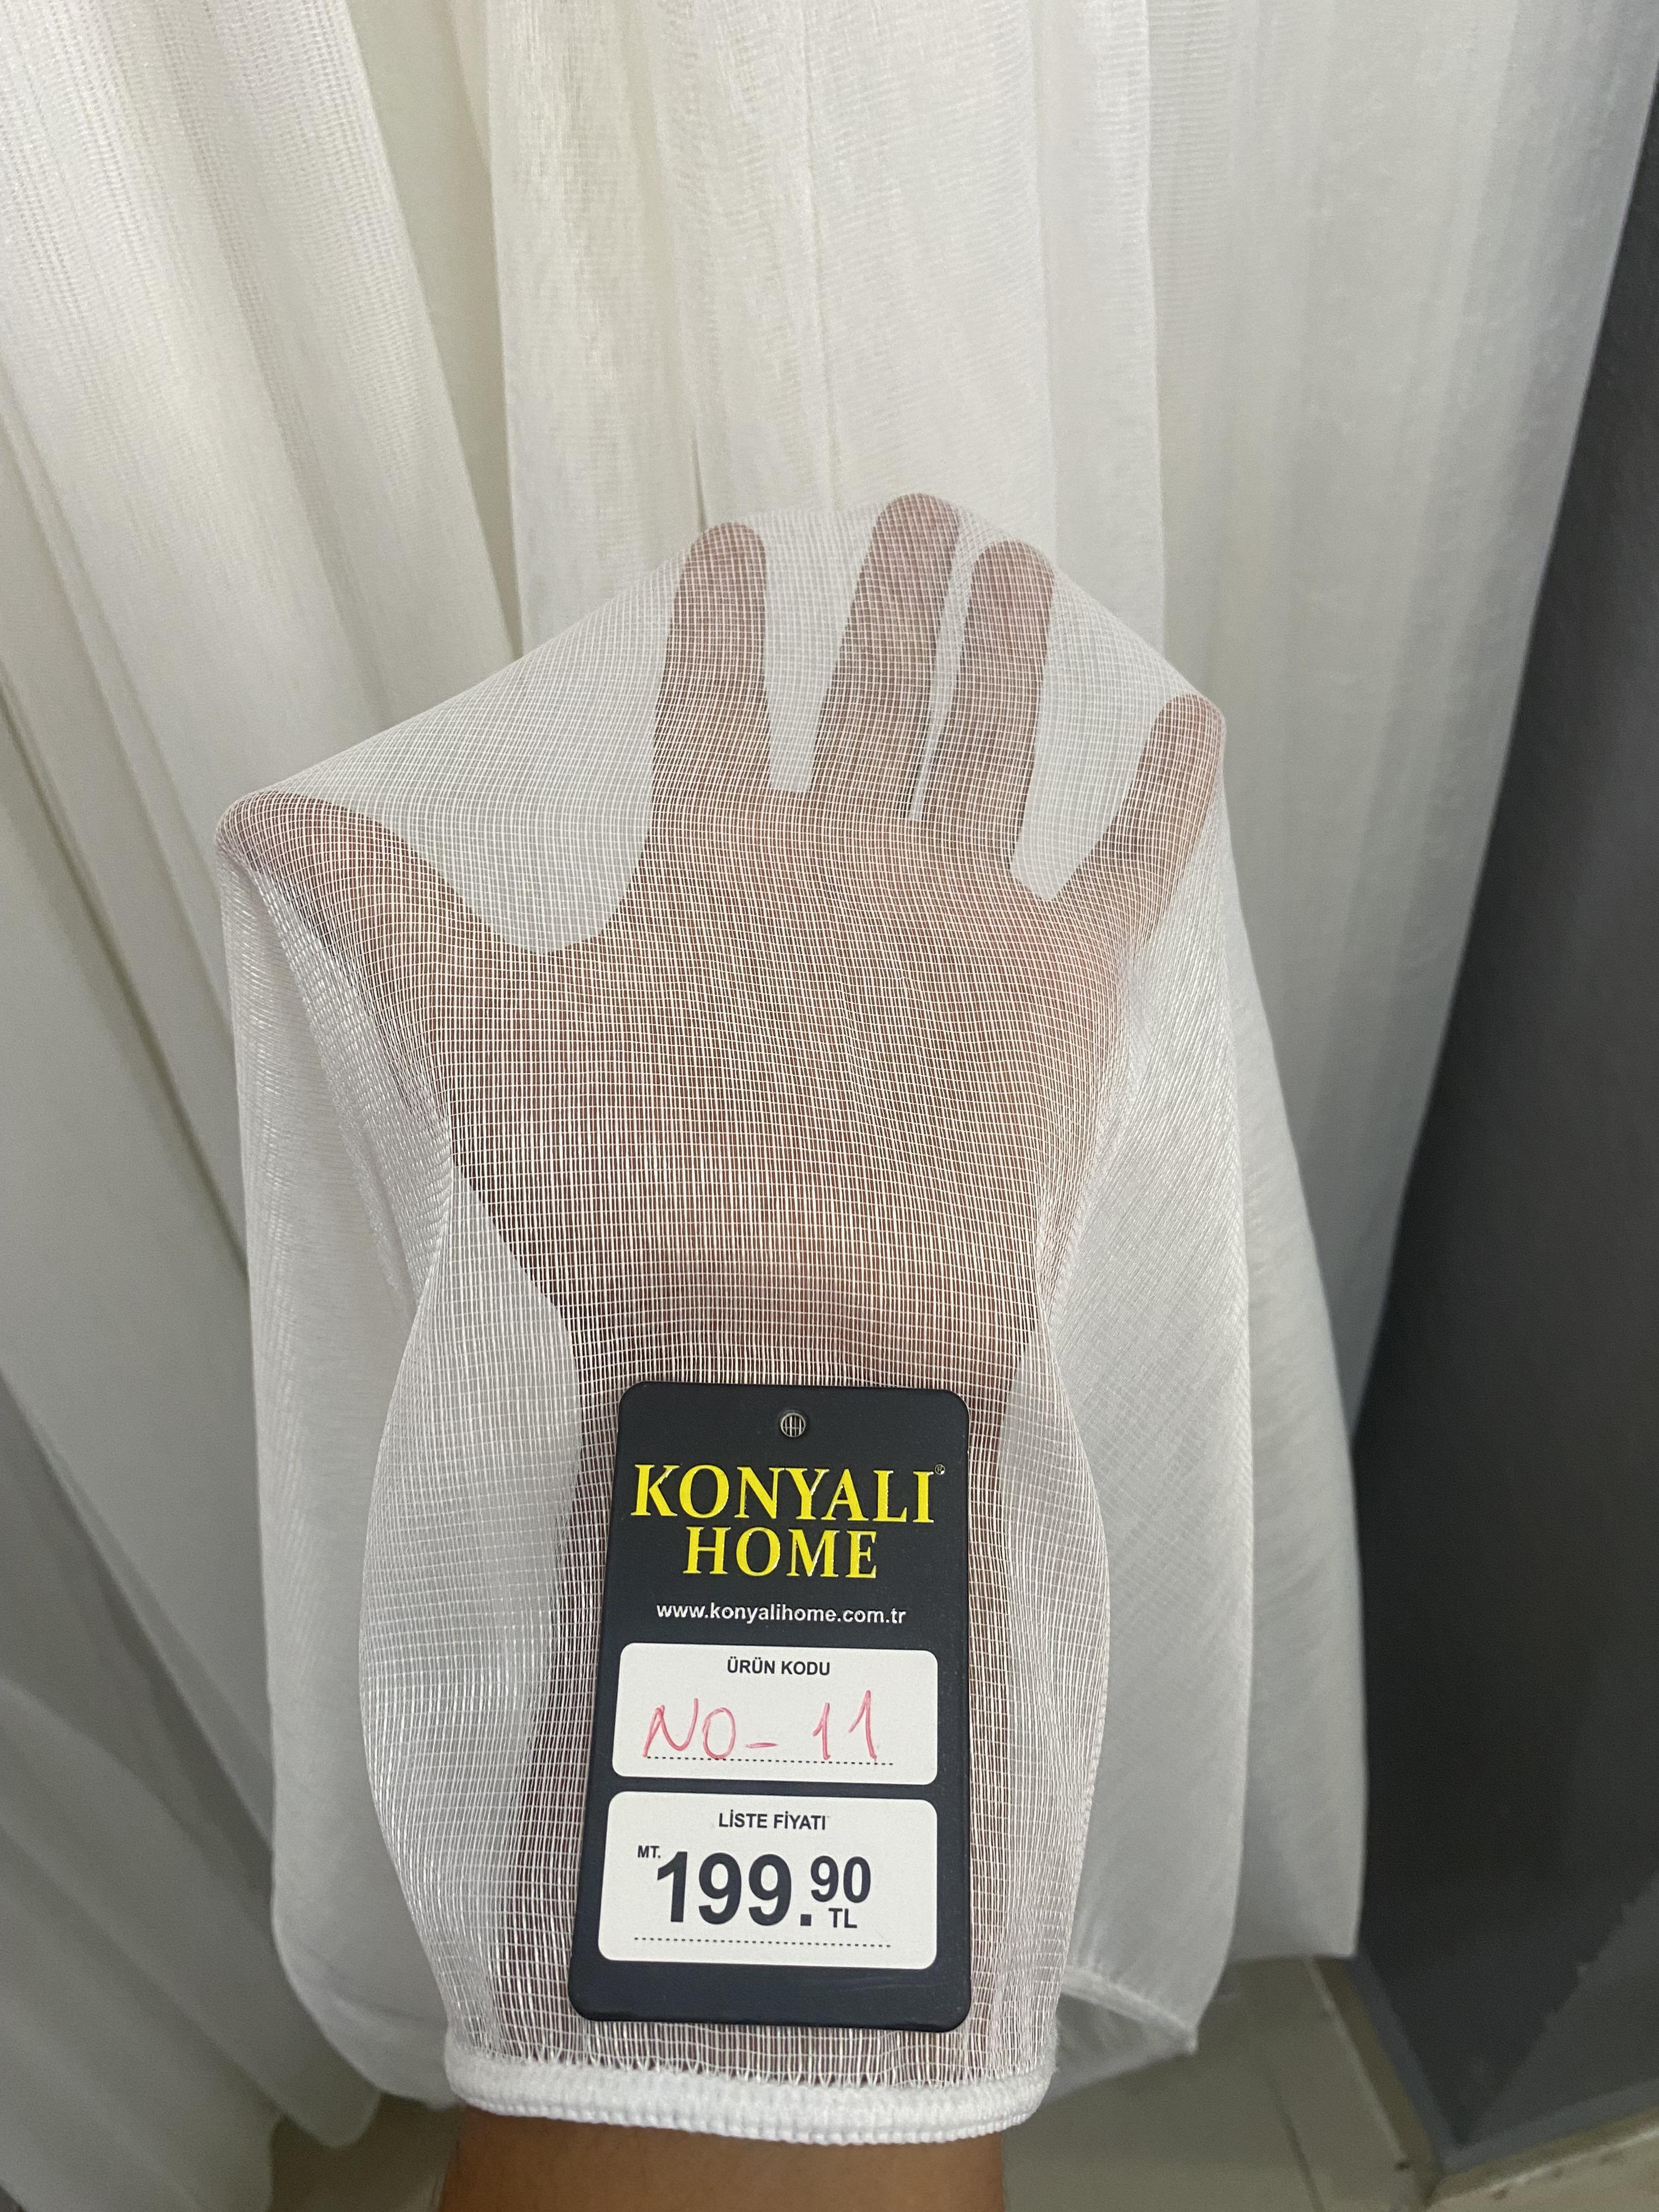 KONYALI®
HOME
www.konyalihome.com.tr
ÜRÜN KODU
NO-11
LİSTE FİYATI
MT. 199.90
TL